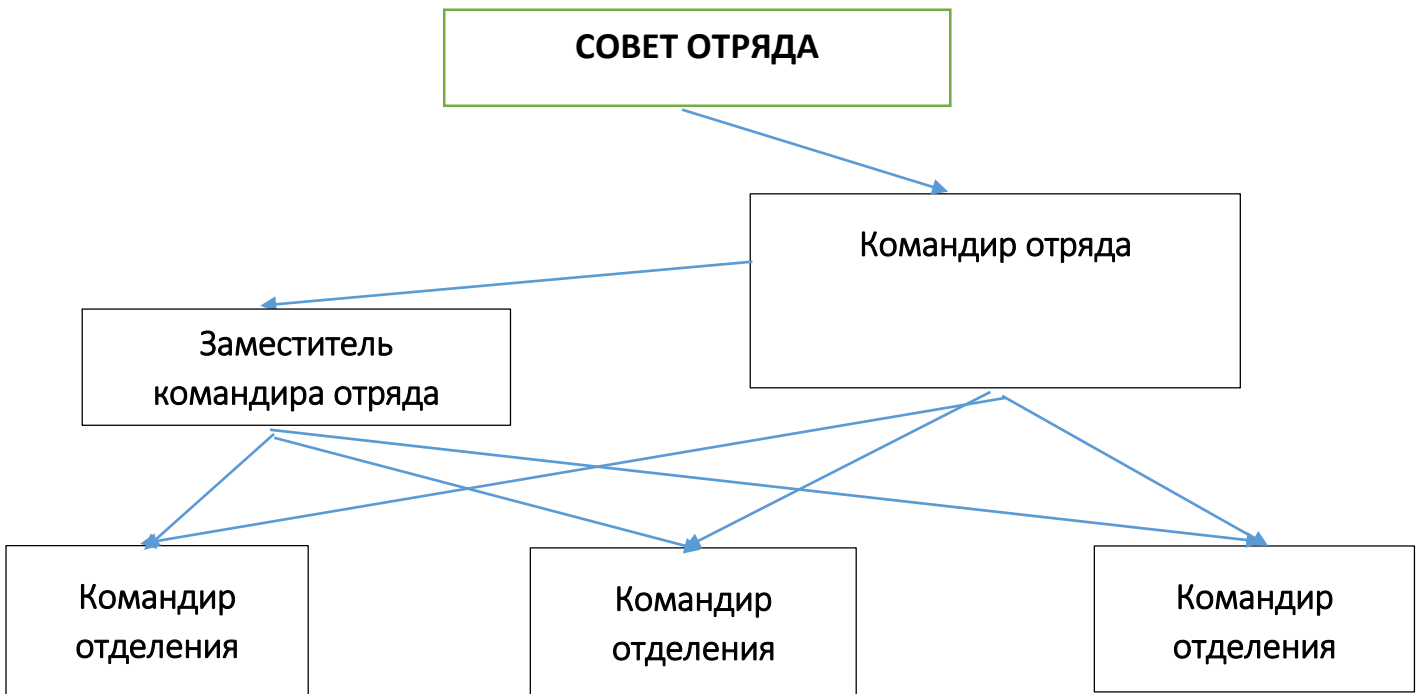 СОВЕТ ОТРЯДА
Командир отряда
Заместитель
командира отряда
Командир
отделения
Командир
отделения
Командир
отделения